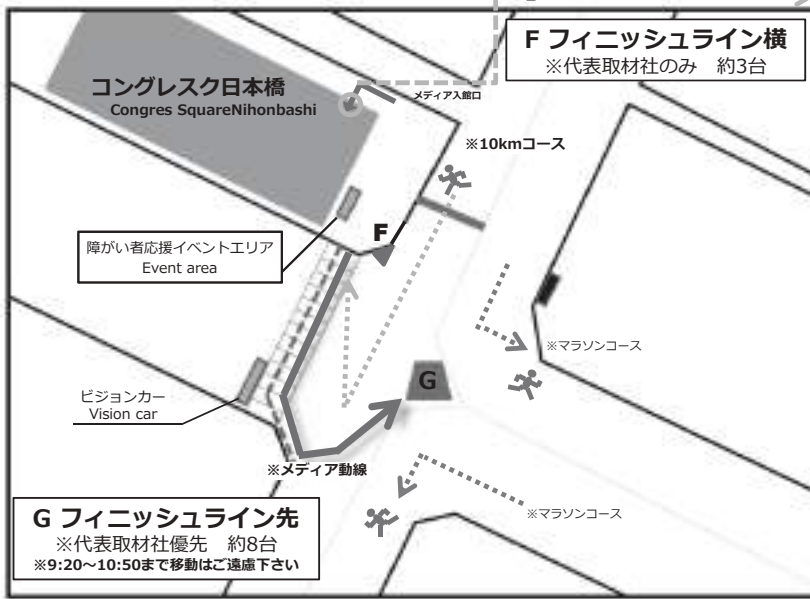 F フィニッシュライン横
※代表取材社のみ 約3台
コングレスク日本橋
Congres SquareNihonbashi
メディア入館口
※10kmコース
F
障がい者応援イベントエリア
Event area
※マラソンコース
G
ビジョンカー
Vision car
※メディア動線
G フィニッシュライン先
※代表取材社優先 約8台
※9:20～10:50まで移動はご遠慮下さい
※マラソンコース